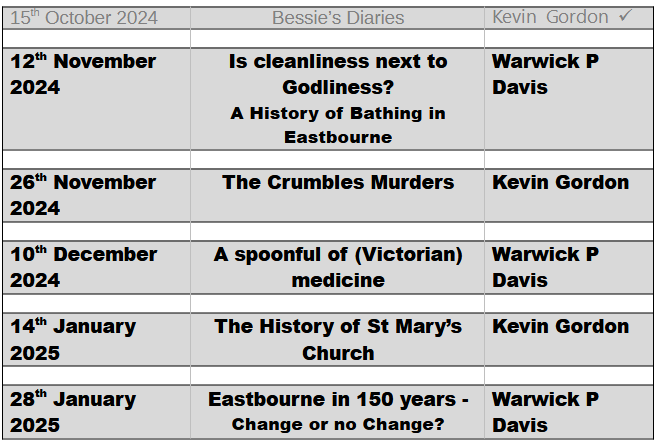 15th October 2024 Bessie's Diaries Kevin Gordon ✓
12th November Is cleanliness next to Warwick P
2024 Godliness? Davis
A History of Bathing in
Eastbourne
26th November The Crumbles Murders Kevin Gordon
2024
10th December A spoonful of (Victorian) Warwick P
2024 medicine Davis
14th January The History of St Mary's Kevin Gordon
2025 Church
28th January Eastbourne in 150 years - Warwick P
2025 Change or no Change? Davis